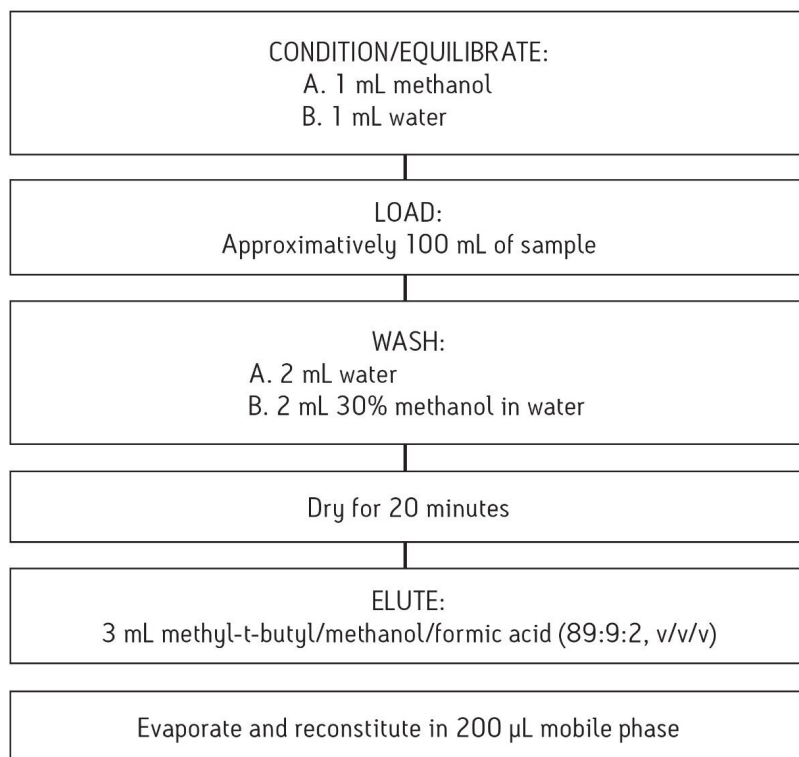 CONDITION/EQUILIBRATE:
A. 1 mL methanol
B. 1 mL water
LOAD:
Approximatively 100 mL of sample
WASH:
A. 2 mL water
B. 2 mL 30% methanol in water
Dry for 20 minutes
ELUTE:
3 mL methyl-t-butyl/methanol/formic acid (89:9:2, v/v/v)
Evaporate and reconstitute in 200 µL mobile phase